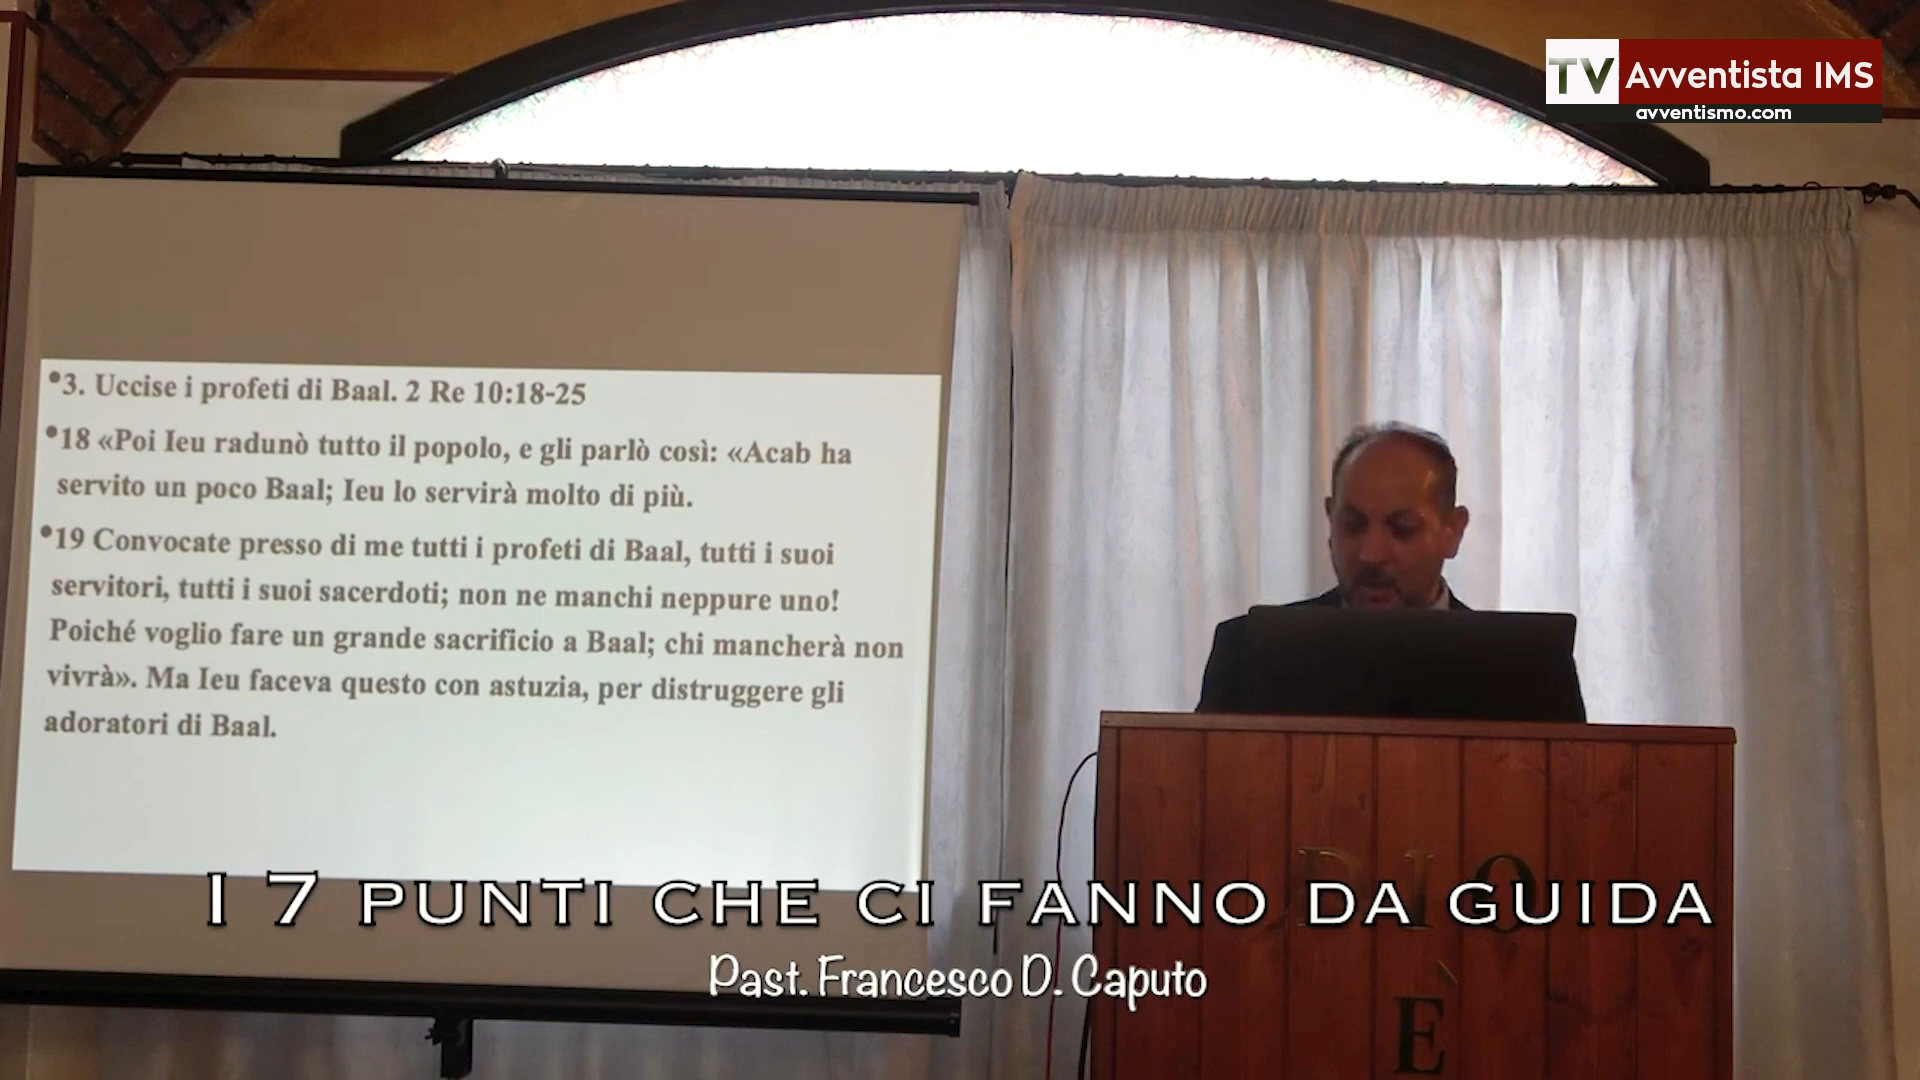 TV Avventista IMS
avventismo.com
•3. Uccise i profeti di Baal. 2 Re 10:18-25
•18 «Poi Ieu radunò tutto il popolo, e gli parlò così: «Acab ha
servito un poco Baal; Ieu lo servirà molto di più.
•19 Convocate presso di me tutti i profeti di Baal, tutti i suoi
servitori, tutti i suoi sacerdoti; non ne manchi neppure uno!
Poiché voglio fare un grande sacrificio a Baal; chi mancherà non
vivrà». Ma Ieu faceva questo con astuzia, per distruggere gli
adoratori di Baal.
DIO
È
I 7 PUNTI CHE CI FANNO DA GUIDA
Past. Francesco D. Caputo